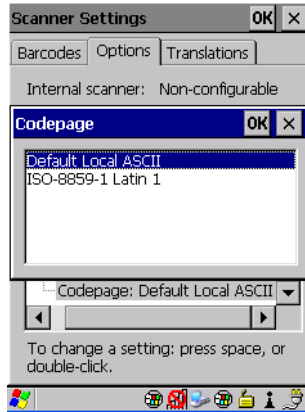 Scanner Settings OK ×
Barcodes Options Translations
Internal scanner: Non-configurable
Codepage OK ×
Default Local ASCII
ISO-8859-1 Latin 1
Codepage: Default Local ASCII
To change a setting: press space, or
double-click.